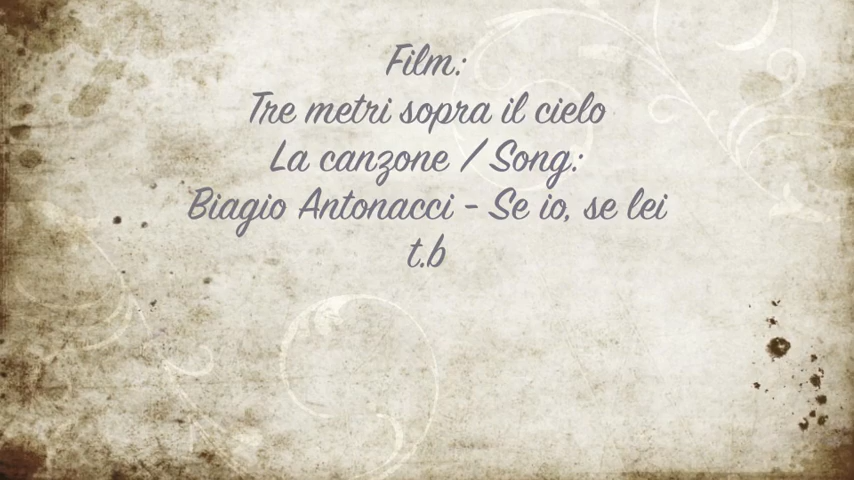 Film:
Tre metri sopra il cielo
La canzone / Song:
Biagio Antonacci - Se io, se lei
t.b